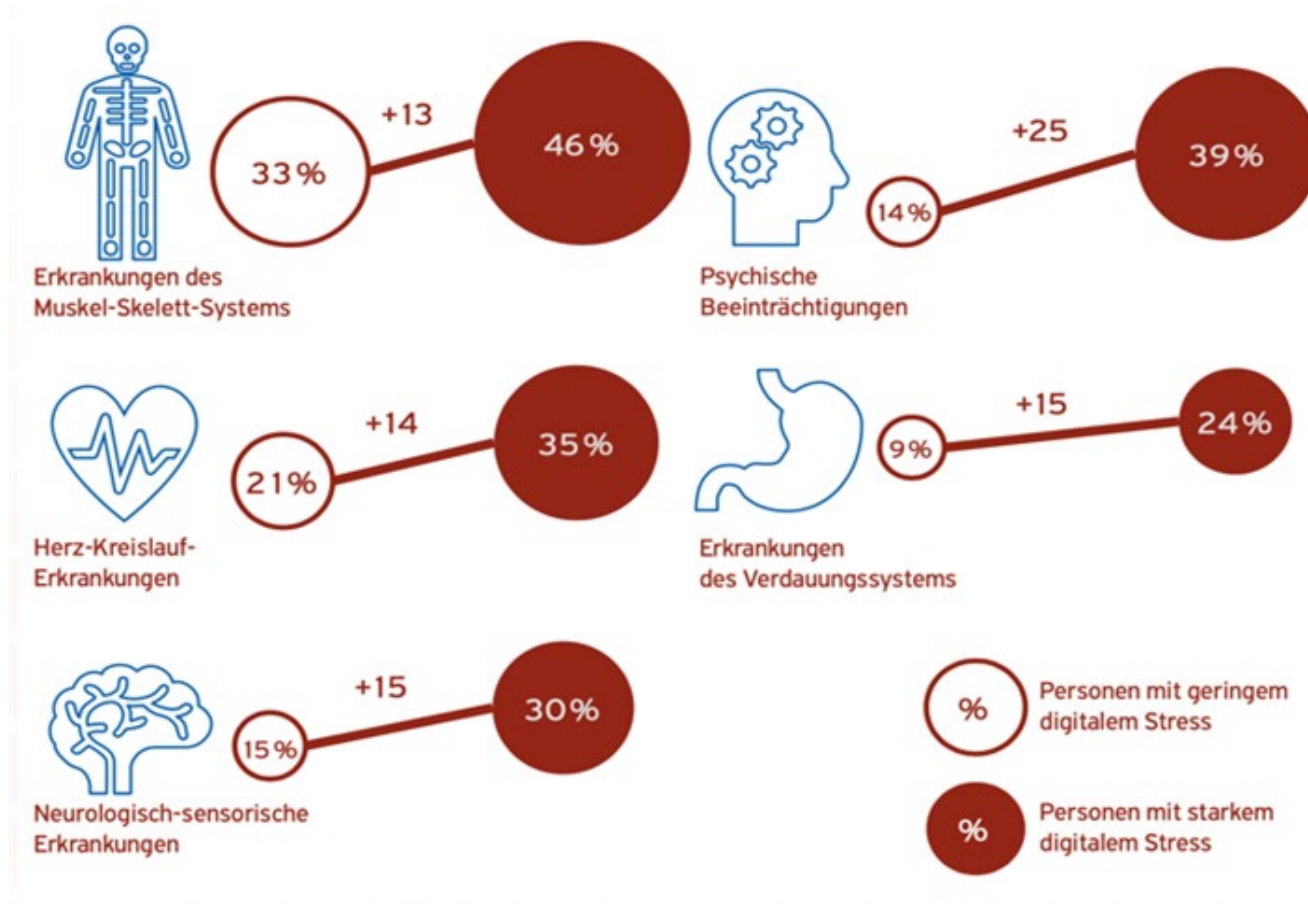 33%
+13
46%
Erkrankungen des
Muskel-Skelett-Systems
14%
+25
39%
Psychische
Beeinträchtigungen
21%
+14
35%
Herz-Kreislauf-
Erkrankungen
9%
+15
24%
Erkrankungen
des Verdauungssystems
15%
+15
30%
Neurologisch-sensorische
Erkrankungen
%
Personen mit geringem
digitalem Stress
%
Personen mit starkem
digitalem Stress